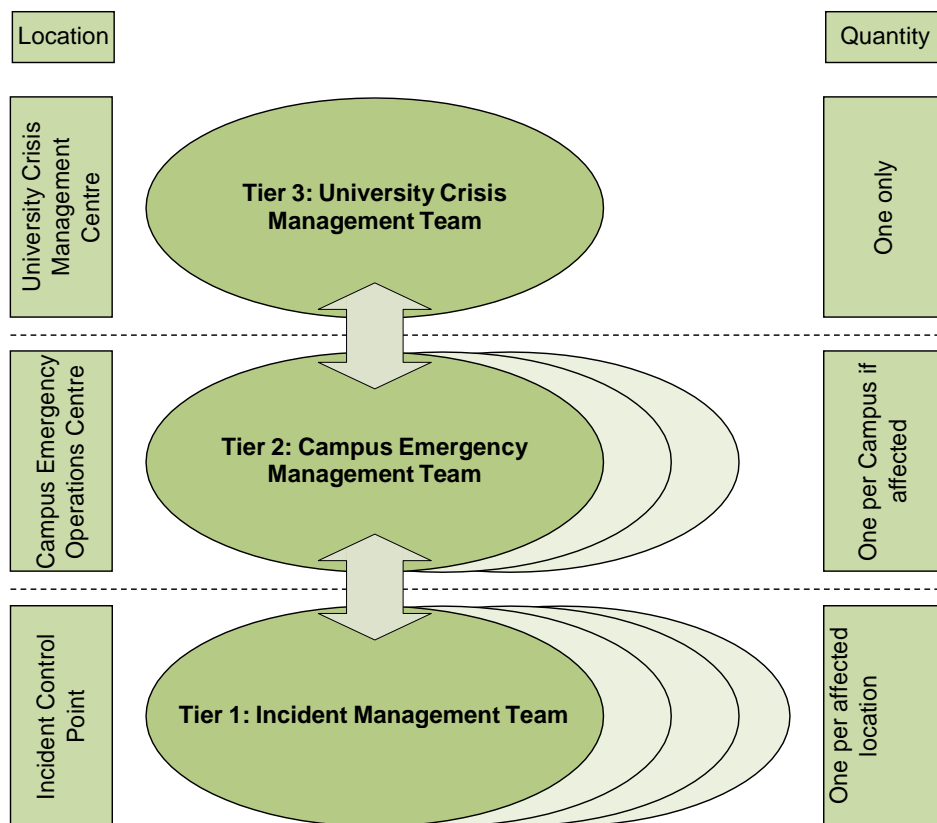 Location
Quantity
University Crisis
Management
Centre
Tier 3: University Crisis
Management Team
One only
Campus Emergency
Operations Centre
Tier 2: Campus Emergency
Management Team
One per Campus if
affected
Incident Control
Point
Tier 1: Incident Management Team
One per affected
location